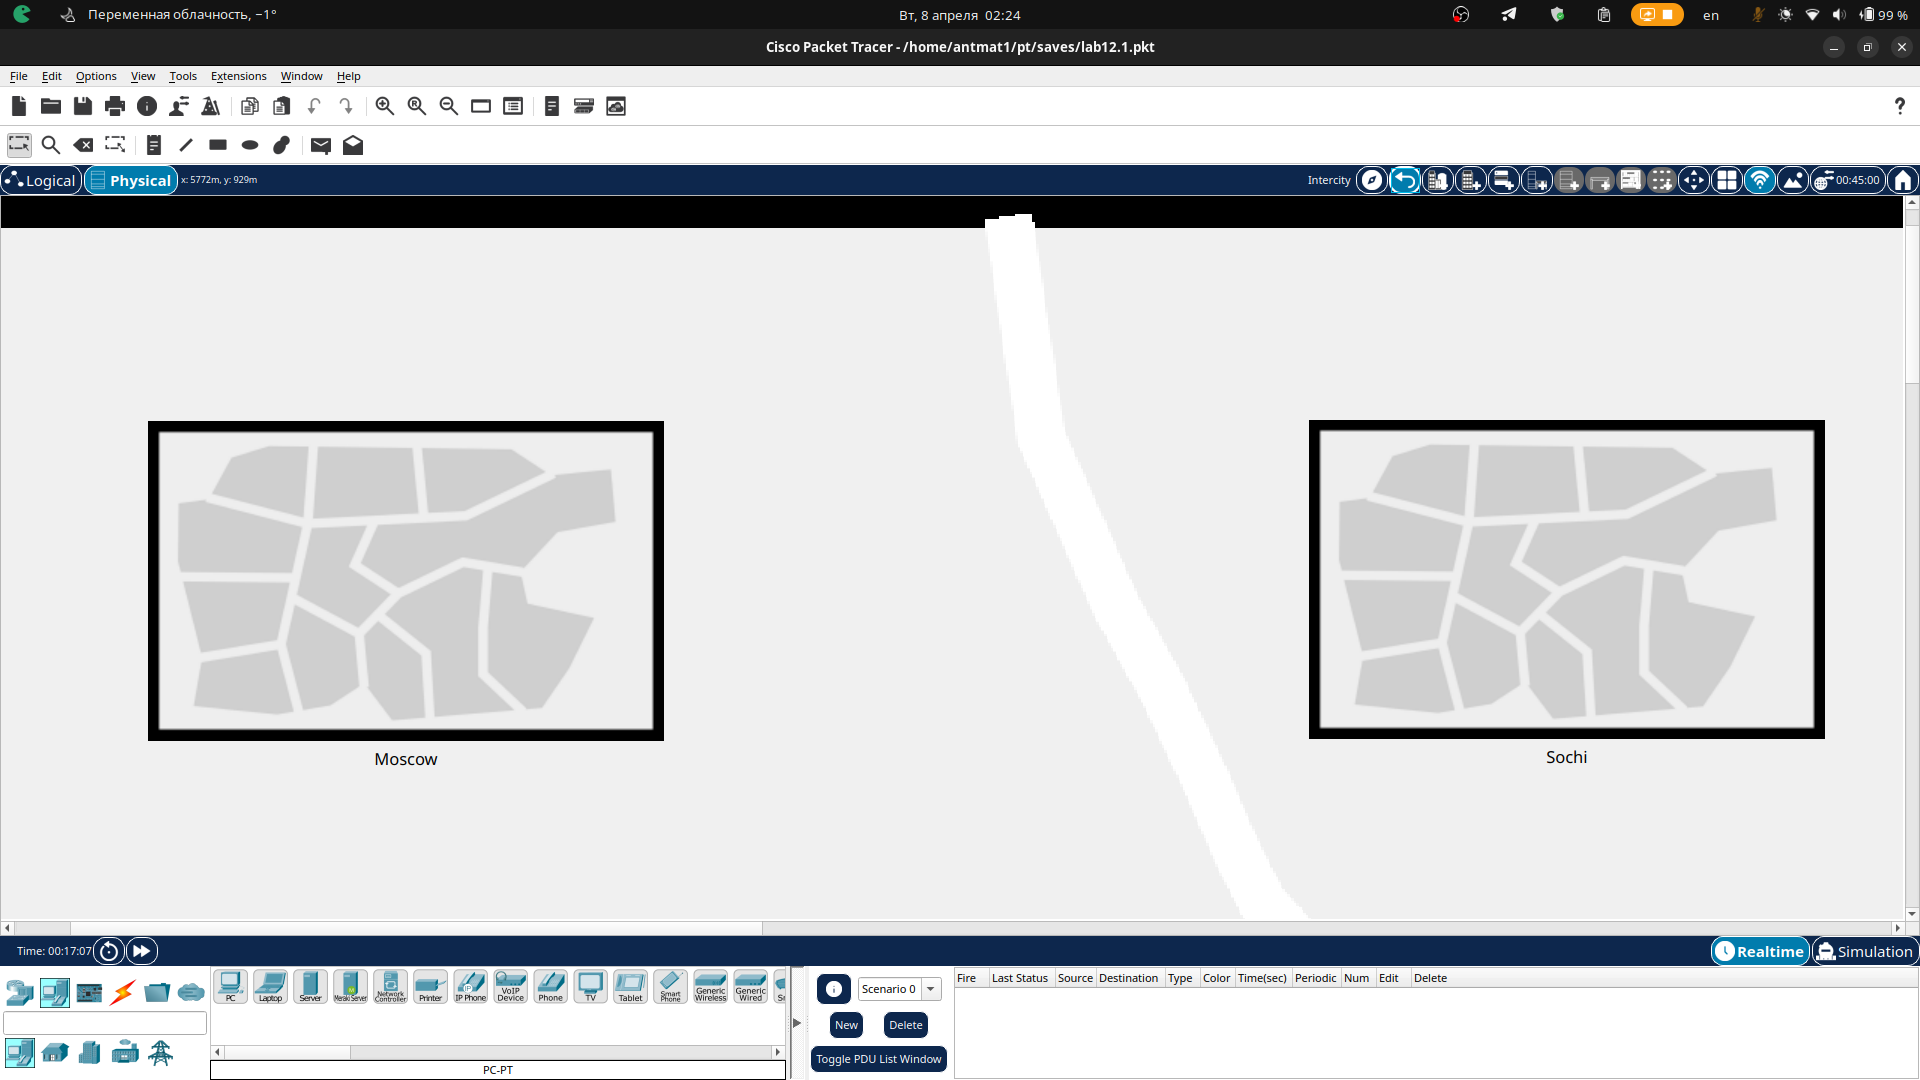 Переменная облачность, −1°
Вт, 8 апреля 02:24
en
99 %
Cisco Packet Tracer - /home/antmat1/pt/saves/lab12.1.pkt
File Edit Options View Tools Extensions Window Help
Logical
Physical
x: 5772m, y: 929m
Intercity
00:45:00
Moscow
Sochi
Time: 00:17:07
Realtime
Simulation
PC
Laptop
Server
Meraki Server
Network Controller
Printer
IP Phone
VoIP Device
Phone
TV
Tablet
Smart Phone
Generic Wireless
Generic Wired
PC-PT
Scenario 0
New
Delete
Toggle PDU List Window
Fire Last Status Source Destination Type Color Time(sec) Periodic Num Edit Delete